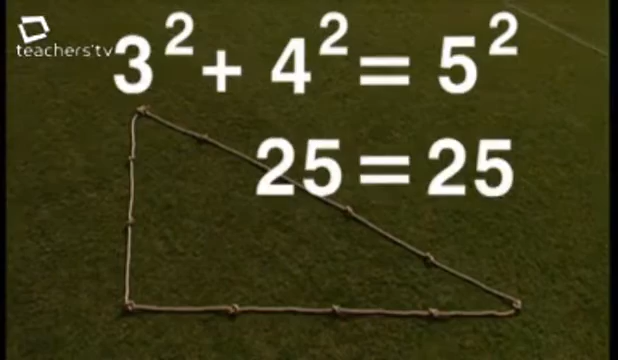 teachers'tv
3² + 4² = 5²
25 = 25